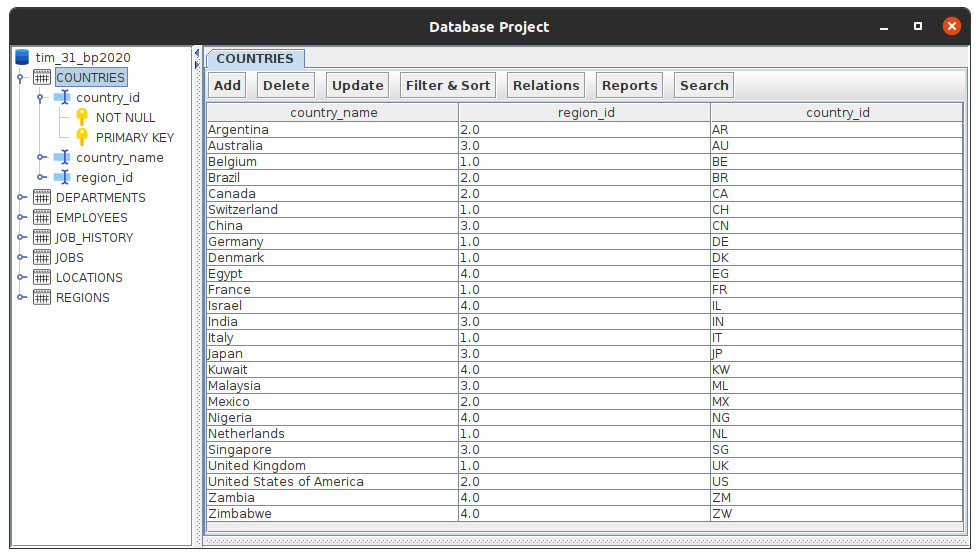 Database Project
tim_31_bp2020
COUNTRIES
country_id
NOT NULL
PRIMARY KEY
country_name
region_id
DEPARTMENTS
EMPLOYEES
JOB_HISTORY
JOBS
LOCATIONS
REGIONS
COUNTRIES
Add Delete Update Filter & Sort Relations Reports Search
country_name region_id country_id
Argentina 2.0 AR
Australia 3.0 AU
Belgium 1.0 BE
Brazil 2.0 BR
Canada 2.0 CA
Switzerland 1.0 CH
China 3.0 CN
Germany 1.0 DE
Denmark 1.0 DK
Egypt 4.0 EG
France 1.0 FR
Israel 4.0 IL
India 3.0 IN
Italy 1.0 IT
Japan 3.0 JP
Kuwait 4.0 KW
Malaysia 3.0 ML
Mexico 2.0 MX
Nigeria 4.0 NG
Netherlands 1.0 NL
Singapore 3.0 SG
United Kingdom 1.0 UK
United States of America 2.0 US
Zambia 4.0 ZM
Zimbabwe 4.0 ZW